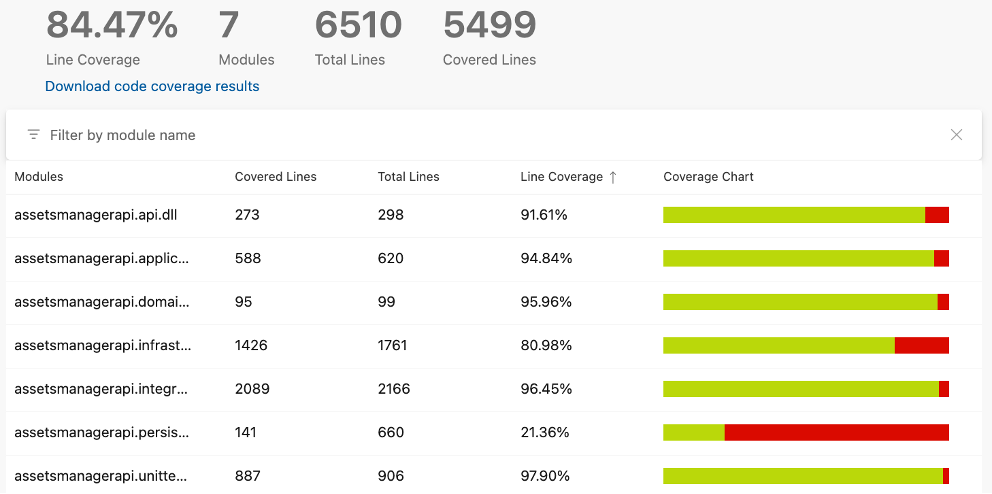 84.47% 7 6510 5499
Line Coverage Modules Total Lines Covered Lines
Download code coverage results
Filter by module name
Modules Covered Lines Total Lines Line Coverage ↑ Coverage Chart
assetsmanagerapi.api.dll 273 298 91.61%
assetsmanagerapi.applic... 588 620 94.84%
assetsmanagerapi.domai... 95 99 95.96%
assetsmanagerapi.infrast... 1426 1761 80.98%
assetsmanagerapi.integr... 2089 2166 96.45%
assetsmanagerapi.persis... 141 660 21.36%
assetsmanagerapi.unitte... 887 906 97.90%